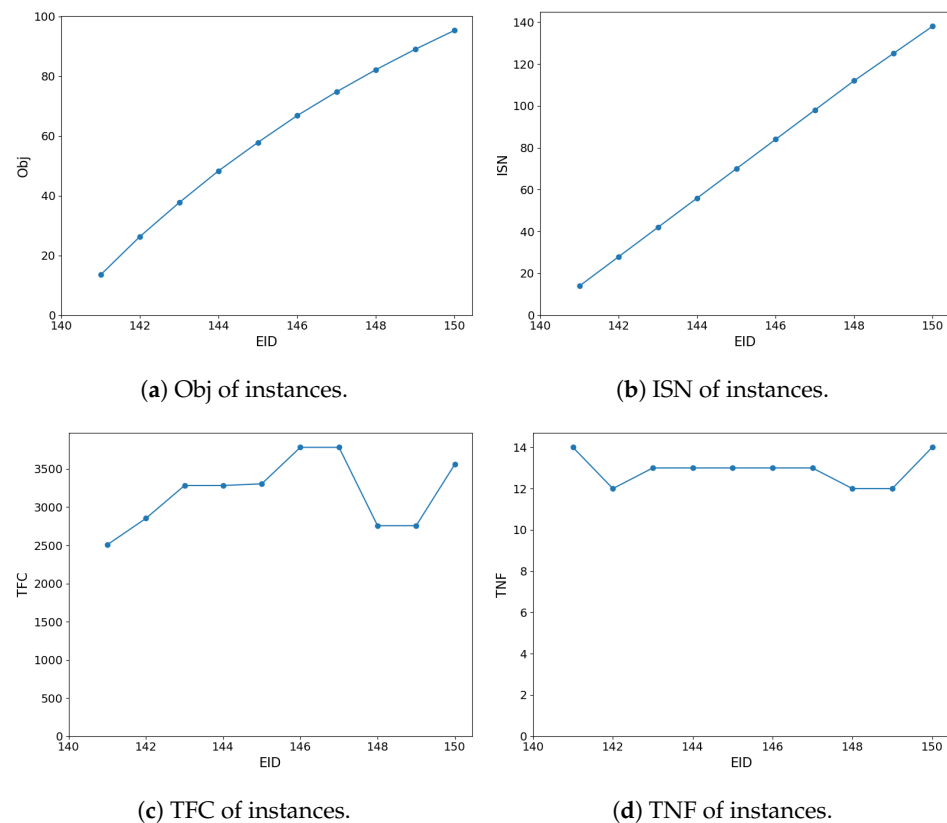 100
80
60
40
20
0
Obj
140 142 144 146 148 150
EID
(a) Obj of instances.
140
120
100
80
60
40
20
0
ISN
140 142 144 146 148 150
EID
(b) ISN of instances.
3500
3000
2500
2000
1500
1000
500
0
TFC
140 142 144 146 148 150
EID
(c) TFC of instances.
14
12
10
8
6
4
2
0
TNF
140 142 144 146 148 150
EID
(d) TNF of instances.